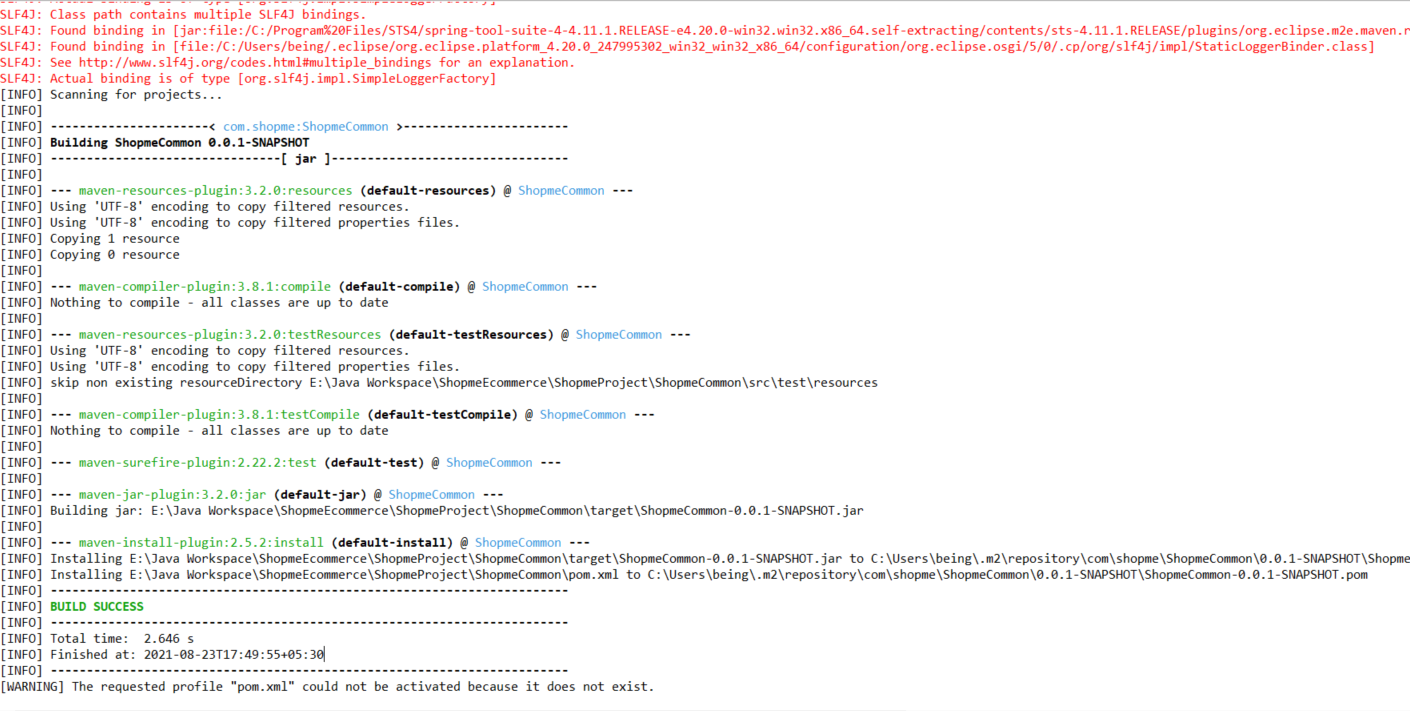 SLF4J: Class path contains multiple SLF4J bindings.
SLF4J: Found binding in [jar:file:/C:/Program%20Files/STS4/spring-tool-suite-4-4.11.1.RELEASE-e4.20.0-win32.win32.x86_64.self-extracting/contents/sts-4.11.1.RELEASE/plugins/org.eclipse.m2e.maven.r
SLF4J: Found binding in [file:/C:/Users/being/.eclipse/org.eclipse.platform_4.20.0_247995302_win32_win32_x86_64/configuration/org.eclipse.osgi/5/0/.cp/org/slf4j/impl/StaticLoggerBinder.class]
SLF4J: See http://www.slf4j.org/codes.html#multiple_bindings for an explanation.
SLF4J: Actual binding is of type [org.slf4j.impl.SimpleLoggerFactory]
[INFO] Scanning for projects...
[INFO]
[INFO] ----------------------< com.shopme:ShopmeCommon >-----------------------
[INFO] Building ShopmeCommon 0.0.1-SNAPSHOT
[INFO] --------------------------------[ jar ]---------------------------------
[INFO]
[INFO] --- maven-resources-plugin:3.2.0:resources (default-resources) @ ShopmeCommon ---
[INFO] Using 'UTF-8' encoding to copy filtered resources.
[INFO] Using 'UTF-8' encoding to copy filtered properties files.
[INFO] Copying 1 resource
[INFO] Copying 0 resource
[INFO]
[INFO] --- maven-compiler-plugin:3.8.1:compile (default-compile) @ ShopmeCommon ---
[INFO] Nothing to compile - all classes are up to date
[INFO]
[INFO] --- maven-resources-plugin:3.2.0:testResources (default-testResources) @ ShopmeCommon ---
[INFO] Using 'UTF-8' encoding to copy filtered resources.
[INFO] Using 'UTF-8' encoding to copy filtered properties files.
[INFO] skip non existing resourceDirectory E:\Java Workspace\ShopmeEcommerce\ShopmeProject\ShopmeCommon\src\test\resources
[INFO]
[INFO] --- maven-compiler-plugin:3.8.1:testCompile (default-testCompile) @ ShopmeCommon ---
[INFO] Nothing to compile - all classes are up to date
[INFO]
[INFO] --- maven-surefire-plugin:2.22.2:test (default-test) @ ShopmeCommon ---
[INFO]
[INFO] --- maven-jar-plugin:3.2.0:jar (default-jar) @ ShopmeCommon ---
[INFO] Building jar: E:\Java Workspace\ShopmeEcommerce\ShopmeProject\ShopmeCommon\target\ShopmeCommon-0.0.1-SNAPSHOT.jar
[INFO]
[INFO] --- maven-install-plugin:2.5.2:install (default-install) @ ShopmeCommon ---
[INFO] Installing E:\Java Workspace\ShopmeEcommerce\ShopmeProject\ShopmeCommon\target\ShopmeCommon-0.0.1-SNAPSHOT.jar to C:\Users\being\.m2\repository\com\shopme\ShopmeCommon\0.0.1-SNAPSHOT\Shopme
[INFO] Installing E:\Java Workspace\ShopmeEcommerce\ShopmeProject\ShopmeCommon\pom.xml to C:\Users\being\.m2\repository\com\shopme\ShopmeCommon\0.0.1-SNAPSHOT\ShopmeCommon-0.0.1-SNAPSHOT.pom
[INFO] ------------------------------------------------------------------------
[INFO] BUILD SUCCESS
[INFO] ------------------------------------------------------------------------
[INFO] Total time:  2.646 s
[INFO] Finished at: 2021-08-23T17:49:55+05:30
[INFO] ------------------------------------------------------------------------
[WARNING] The requested profile "pom.xml" could not be activated because it does not exist.